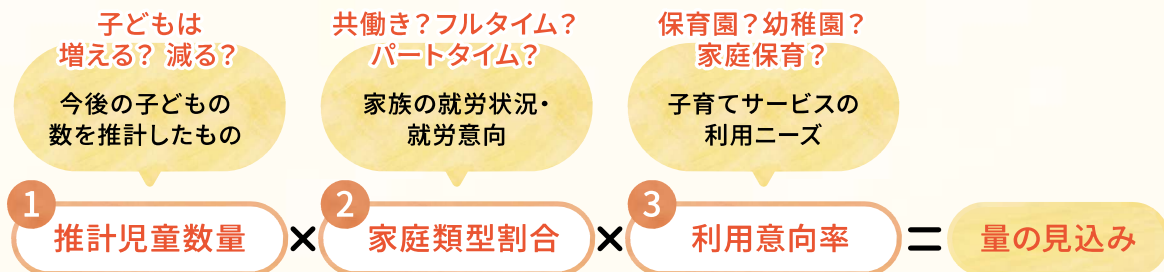 子どもは
増える? 減る?
今後の子どもの
数を推計したもの
共働き?フルタイム?
パートタイム?
家族の就労状況・
就労意向
保育園?幼稚園?
家庭保育?
子育てサービスの
利用ニーズ
1 推計児童数量 × 2 家庭類型割合 × 3 利用意向率 = 量の見込み